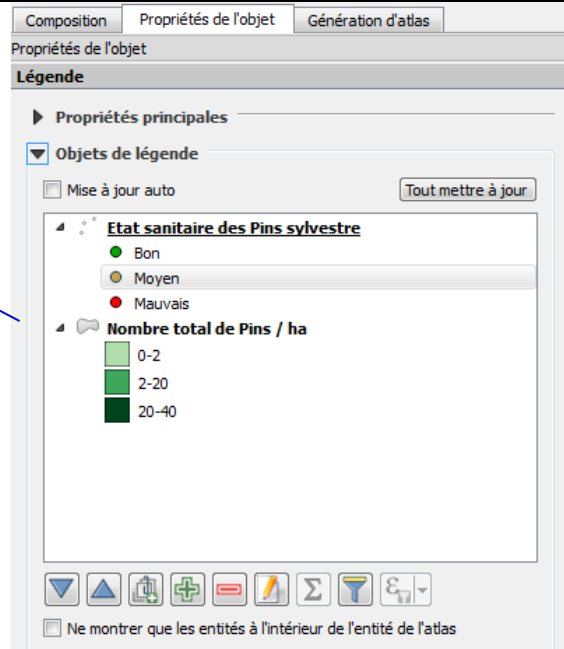 Composition Propriétés de l'objet Génération d'atlas
Propriétés de l'objet
Légende
Propriétés principales
Objets de légende
Mise à jour auto Tout mettre à jour
Etat sanitaire des Pins sylvestre
Bon
Moyen
Mauvais
Nombre total de Pins / ha
0-2
2-20
20-40
Σ ε
Ne montrer que les entités à l'intérieur de l'entité de l'atlas